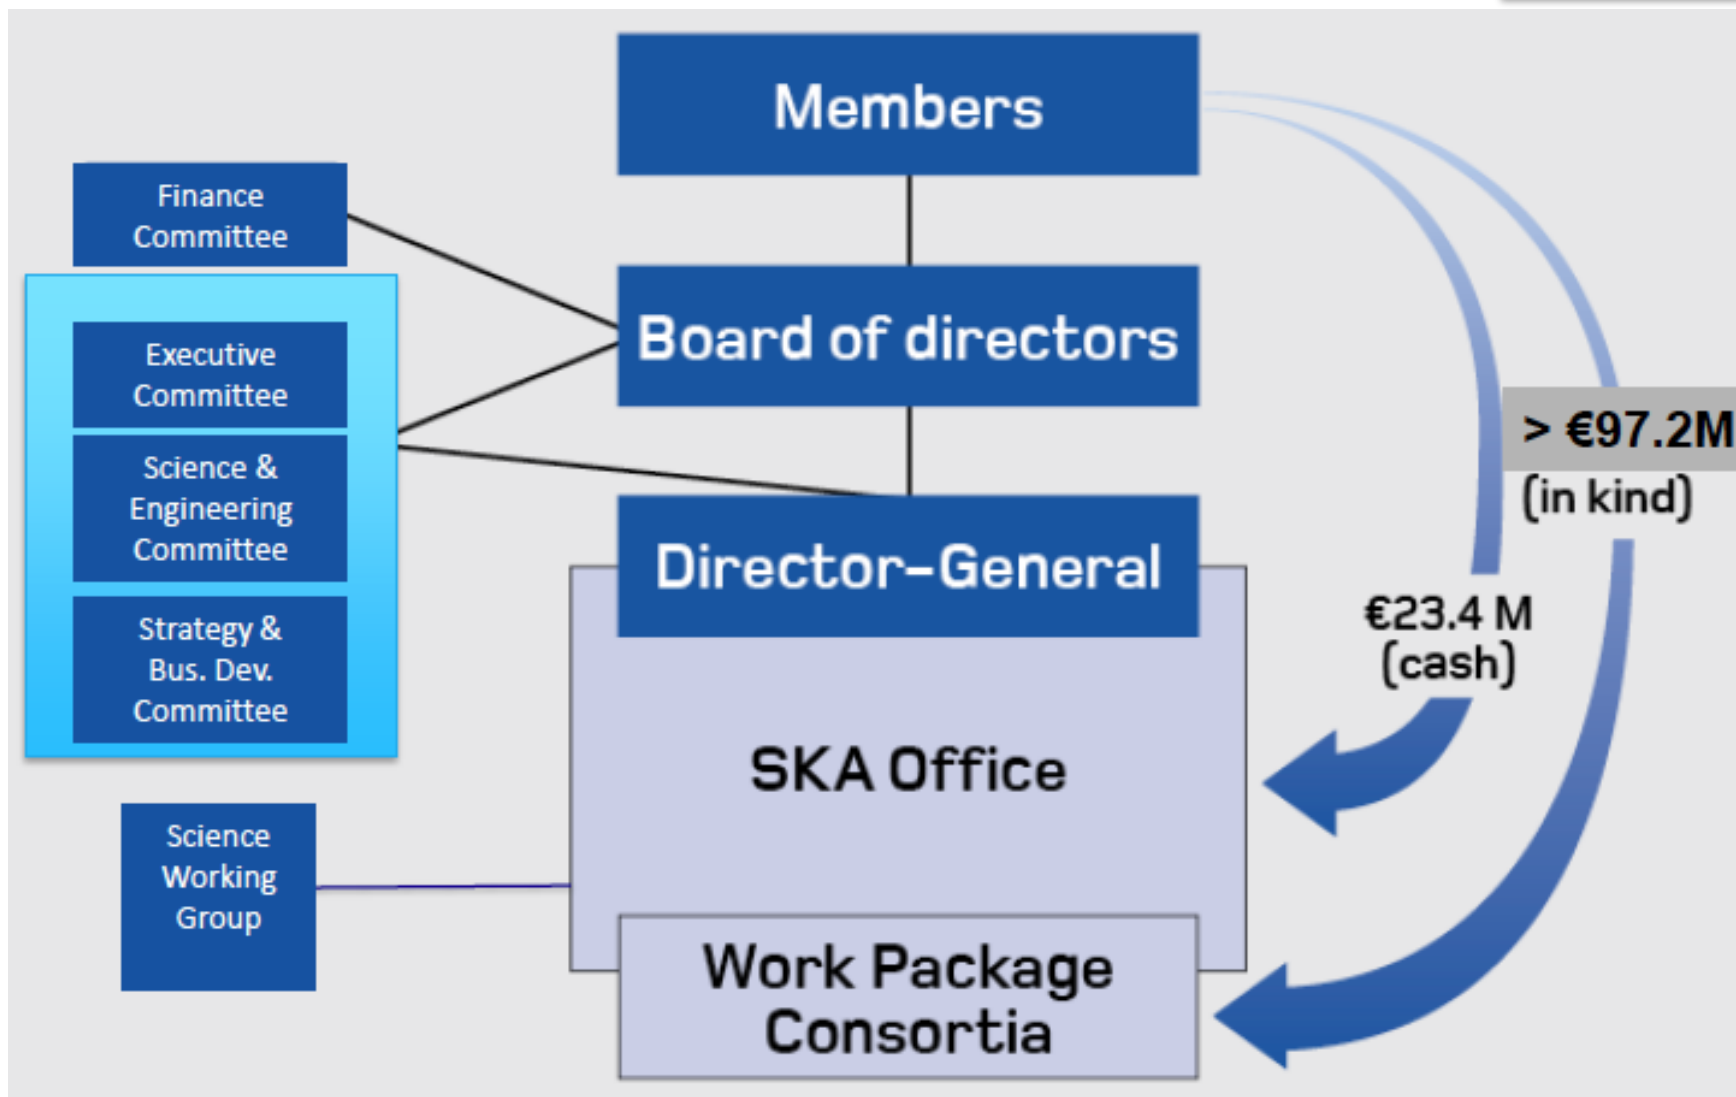 Members
Finance
Committee
Board of directors
Executive
Committee
Science &
Engineering
Committee
Strategy &
Bus. Dev.
Committee
> €97.2M
(in kind)
Director-General
€23.4 M
(cash)
SKA Office
Science
Working
Group
Work Package
Consortia